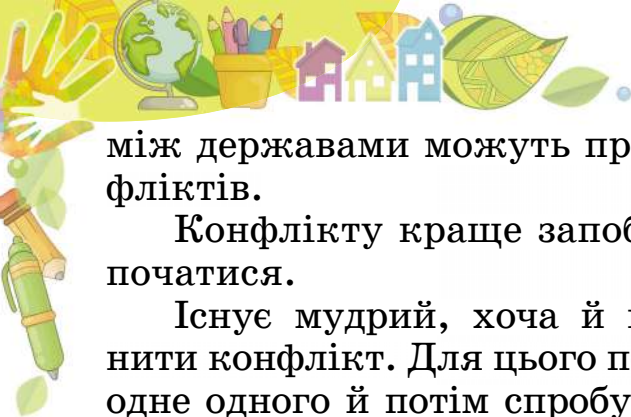 між державами можуть пр
фліктів.
Конфлікту краще запоб
початися.
Існує мудрий, хоча й
нити конфлікт. Для цього п
одне одного й потім спробу